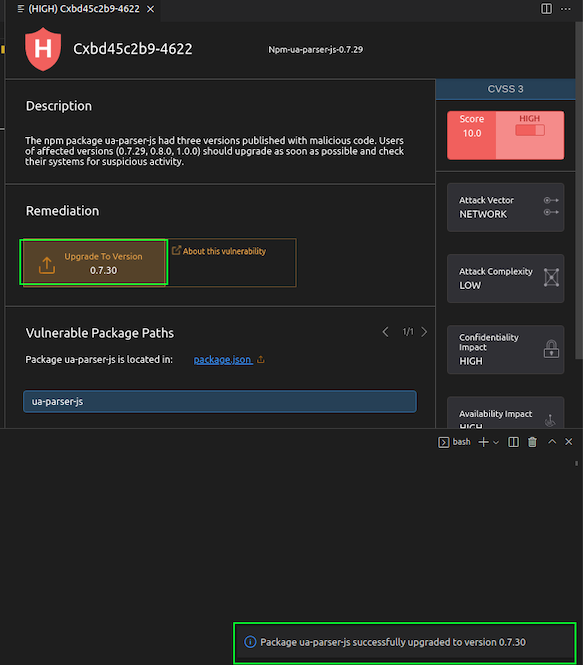 (HIGH) Cxbd45c2b9-4622
H
Cxbd45c2b9-4622
Npm-ua-parser-js-0.7.29
Description
The npm package ua-parser-js had three versions published with malicious code. Users
of affected versions (0.7.29, 0.8.0, 1.0.0) should upgrade as soon as possible and check
their systems for suspicious activity.
Remediation
Upgrade To Version
0.7.30
About this vulnerability
Vulnerable Package Paths
1/1
Package ua-parser-js is located in: package.json
ua-parser-js
CVSS 3
Score
10.0
HIGH
Attack Vector
NETWORK
Attack Complexity
LOW
Confidentiality
Impact
HIGH
Availability Impact
HIGH
bash
Package ua-parser-js successfully upgraded to version 0.7.30